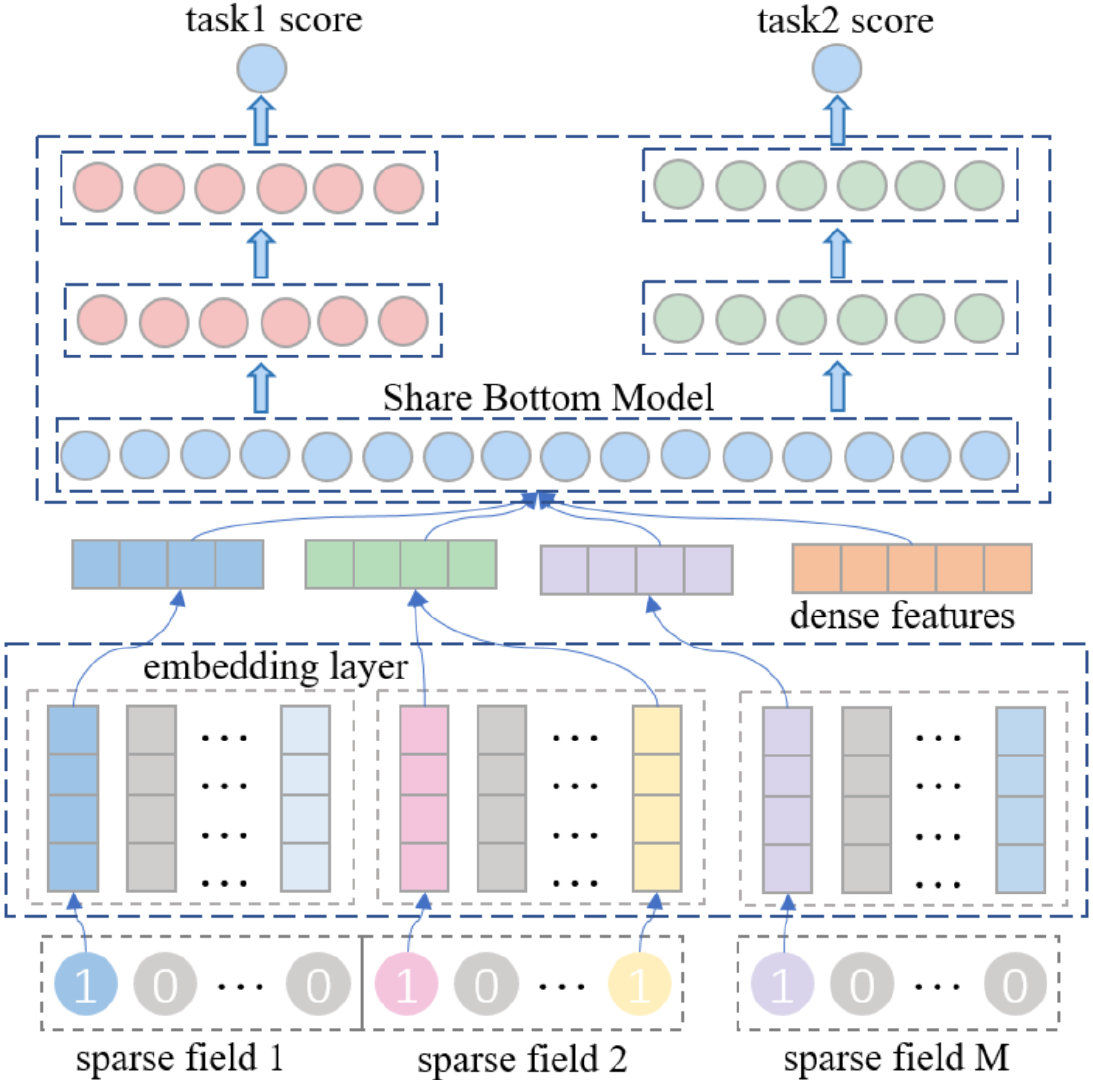 task1 score
task2 score
Share Bottom Model
dense features
embedding layer
... ... ...
... ... ...
... ... ...
... ... ...
1 0 ... 0 1 0 ... 1 1 0 ... 0
sparse field 1
sparse field 2
sparse field M